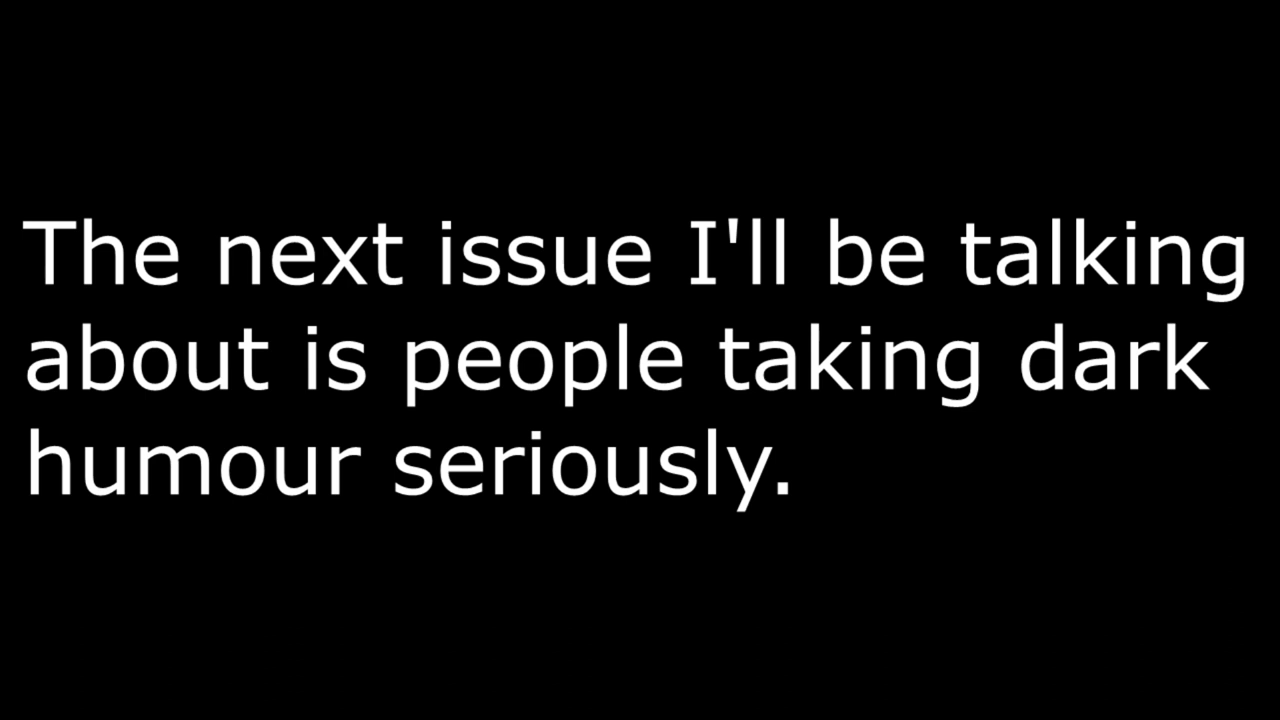 The next issue I'll be talking
about is people taking dark
humour seriously.